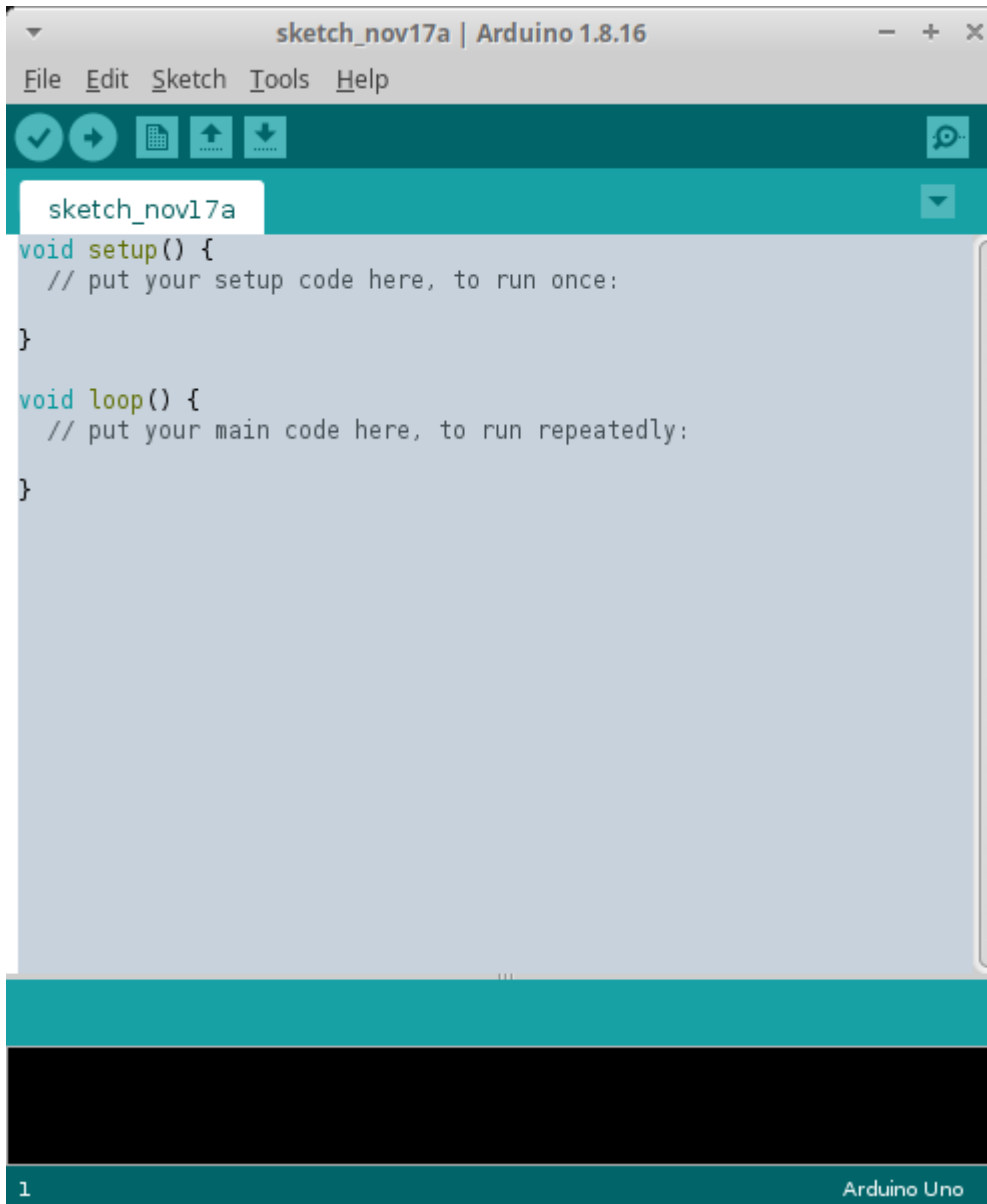 sketch_nov17a | Arduino 1.8.16
File Edit Sketch Tools Help
sketch_nov17a
void setup() {
  // put your setup code here, to run once:
}
void loop() {
  // put your main code here, to run repeatedly:
}
1 Arduino Uno